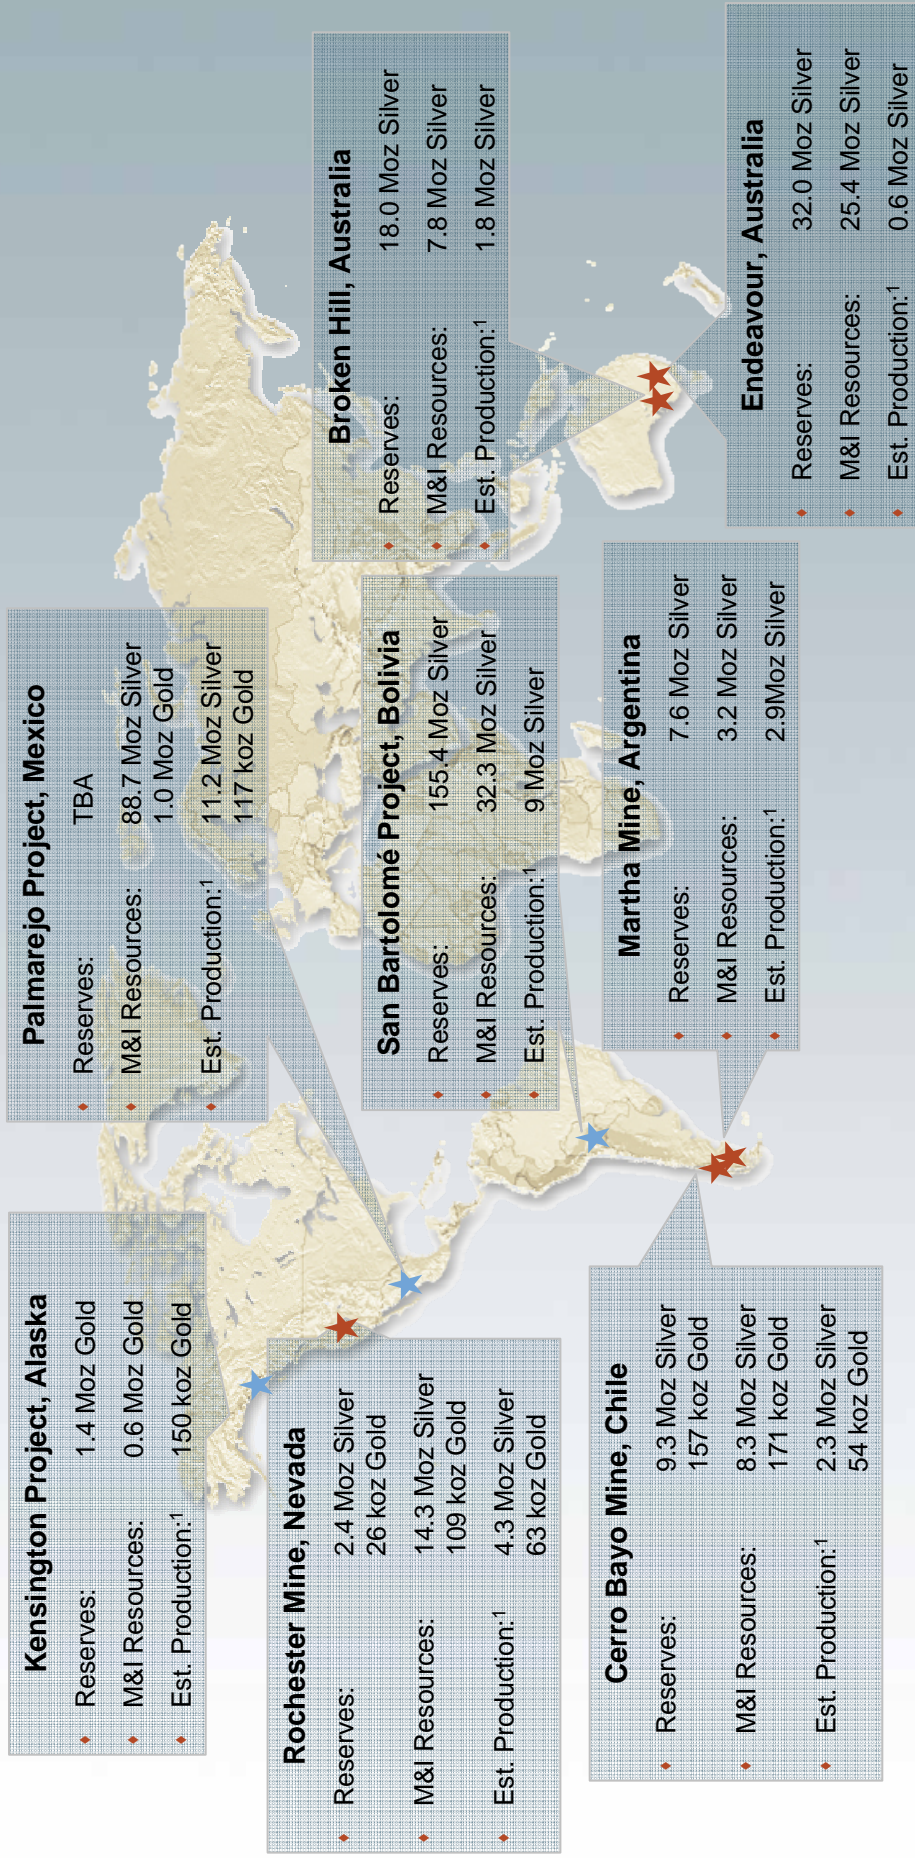 Kensington Project, Alaska
♦ Reserves: 1.4 Moz Gold
♦ M&I Resources: 0.6 Moz Gold
♦ Est. Production:¹ 150 koz Gold
Palmarejo Project, Mexico
♦ Reserves: TBA
♦ M&I Resources: 88.7 Moz Silver
1.0 Moz Gold
♦ Est. Production:¹ 11.2 Moz Silver
117 koz Gold
Rochester Mine, Nevada
♦ Reserves: 2.4 Moz Silver
26 koz Gold
♦ M&I Resources: 14.3 Moz Silver
109 koz Gold
♦ Est. Production:¹ 4.3 Moz Silver
63 koz Gold
San Bartolomé Project, Bolivia
♦ Reserves: 155.4 Moz Silver
♦ M&I Resources: 32.3 Moz Silver
♦ Est. Production:¹ 9 Moz Silver
Broken Hill, Australia
♦ Reserves: 18.0 Moz Silver
♦ M&I Resources: 7.8 Moz Silver
♦ Est. Production:¹ 1.8 Moz Silver
Cerro Bayo Mine, Chile
♦ Reserves: 9.3 Moz Silver
157 koz Gold
♦ M&I Resources: 8.3 Moz Silver
171 koz Gold
♦ Est. Production:¹ 2.3 Moz Silver
54 koz Gold
Martha Mine, Argentina
♦ Reserves: 7.6 Moz Silver
♦ M&I Resources: 3.2 Moz Silver
♦ Est. Production:¹ 2.9Moz Silver
Endeavour, Australia
♦ Reserves: 32.0 Moz Silver
♦ M&I Resources: 25.4 Moz Silver
♦ Est. Production:¹ 0.6 Moz Silver